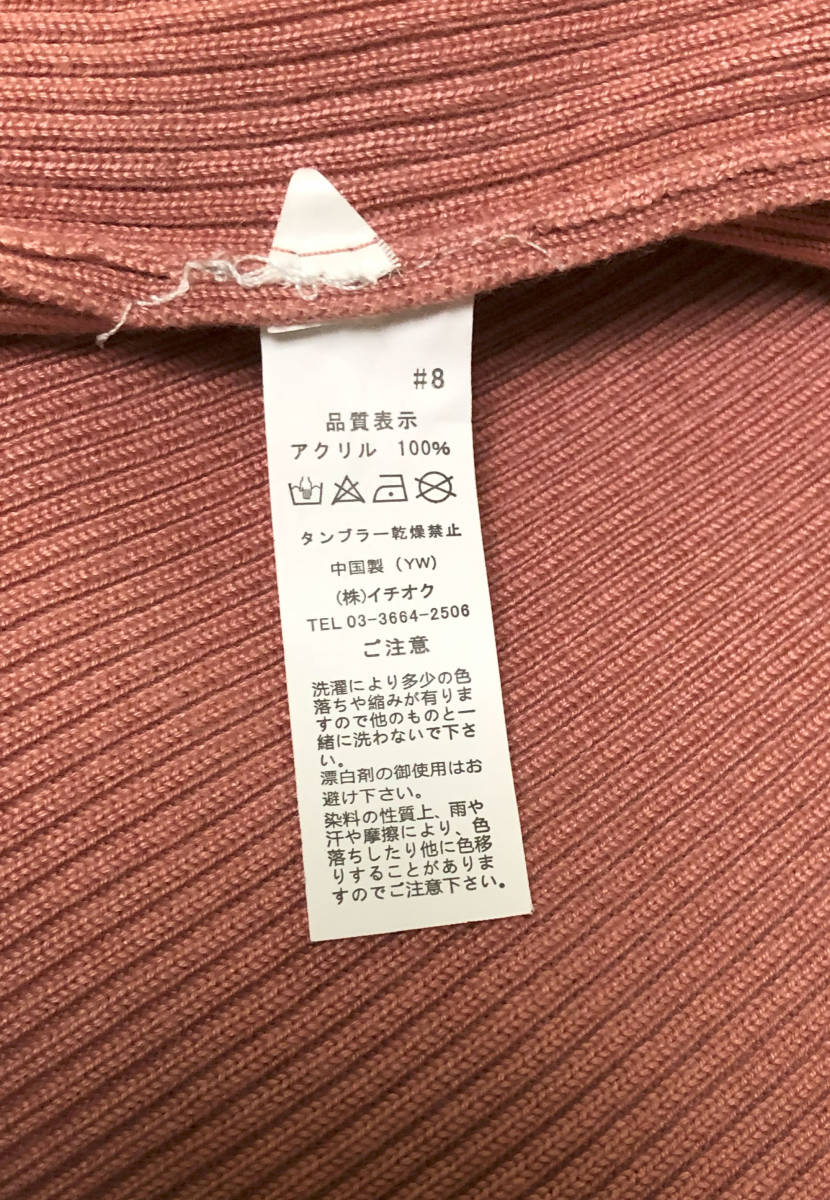 #8
品質表示
アクリル 100%
タンブラー乾燥禁止
中国製（YW)
(株)イチオク
TEL 03-3664-2506
ご注意
洗濯により多少の色
落ちや縮みが有りま
すので他のものと一
緒に洗わないで下さ
い。
漂白剤の御使用はお
避け下さい。
染料の性質上、雨や
汗や摩擦により、色
落ちしたり他に色移
りすることがありま
すのでご注意下さい。